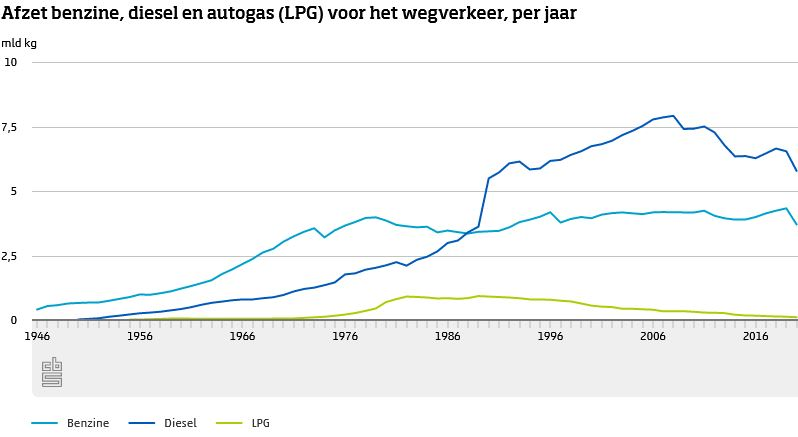 Afzet benzine, diesel en autogas (LPG) voor het wegverkeer, per jaar
mld kg
10
7,5
5
2,5
0
1946 1956 1966 1976 1986 1996 2006 2016
cbs
Benzine Diesel LPG